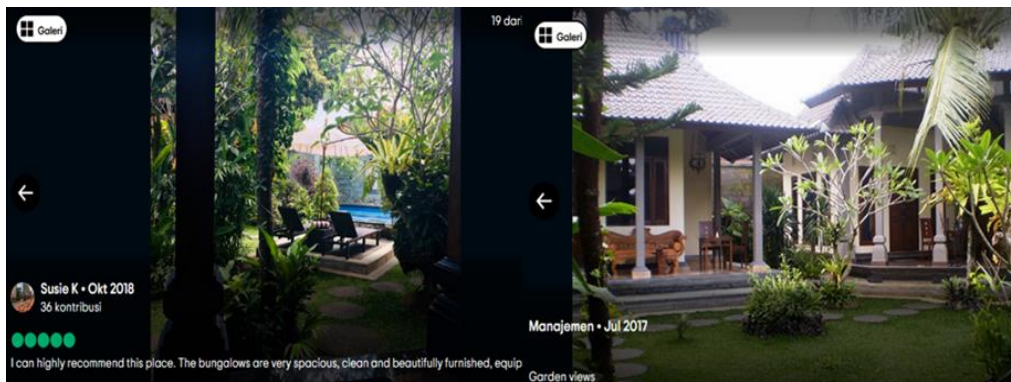 Galeri
19 dari
Susie K • Okt 2018
36 kontribusi
I can highly recommend this place. The bungalows are very spacious, clean and beautifully furnished, equip
Galeri
Manajemen • Jul 2017
Garden views